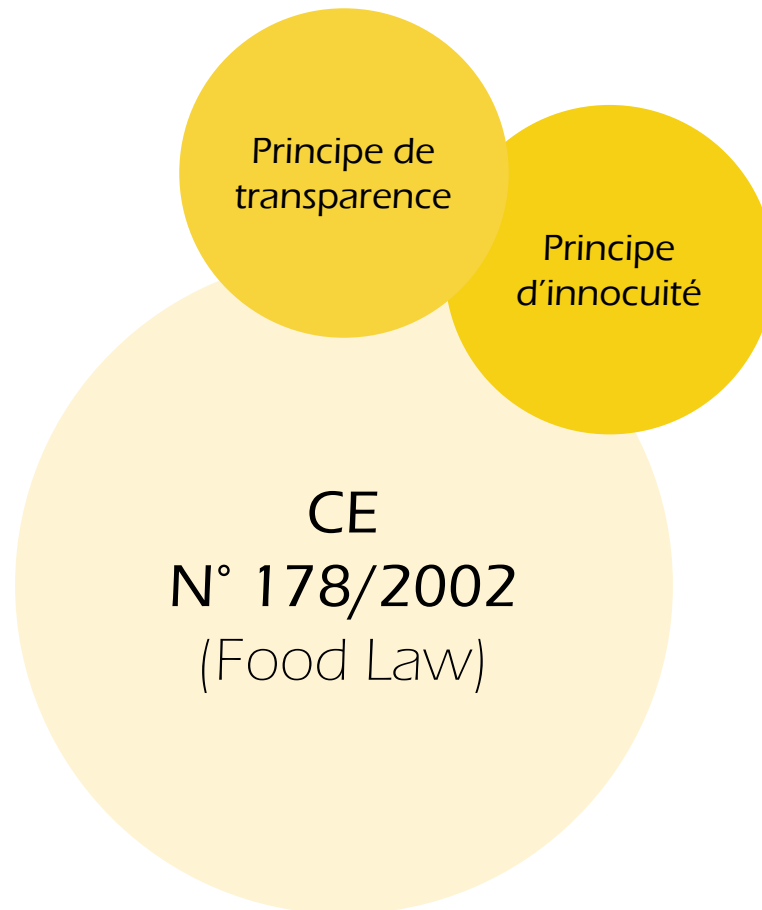 Principe de
transparence
Principe
d'innocuité
CE
N° 178/2002
(Food Law)